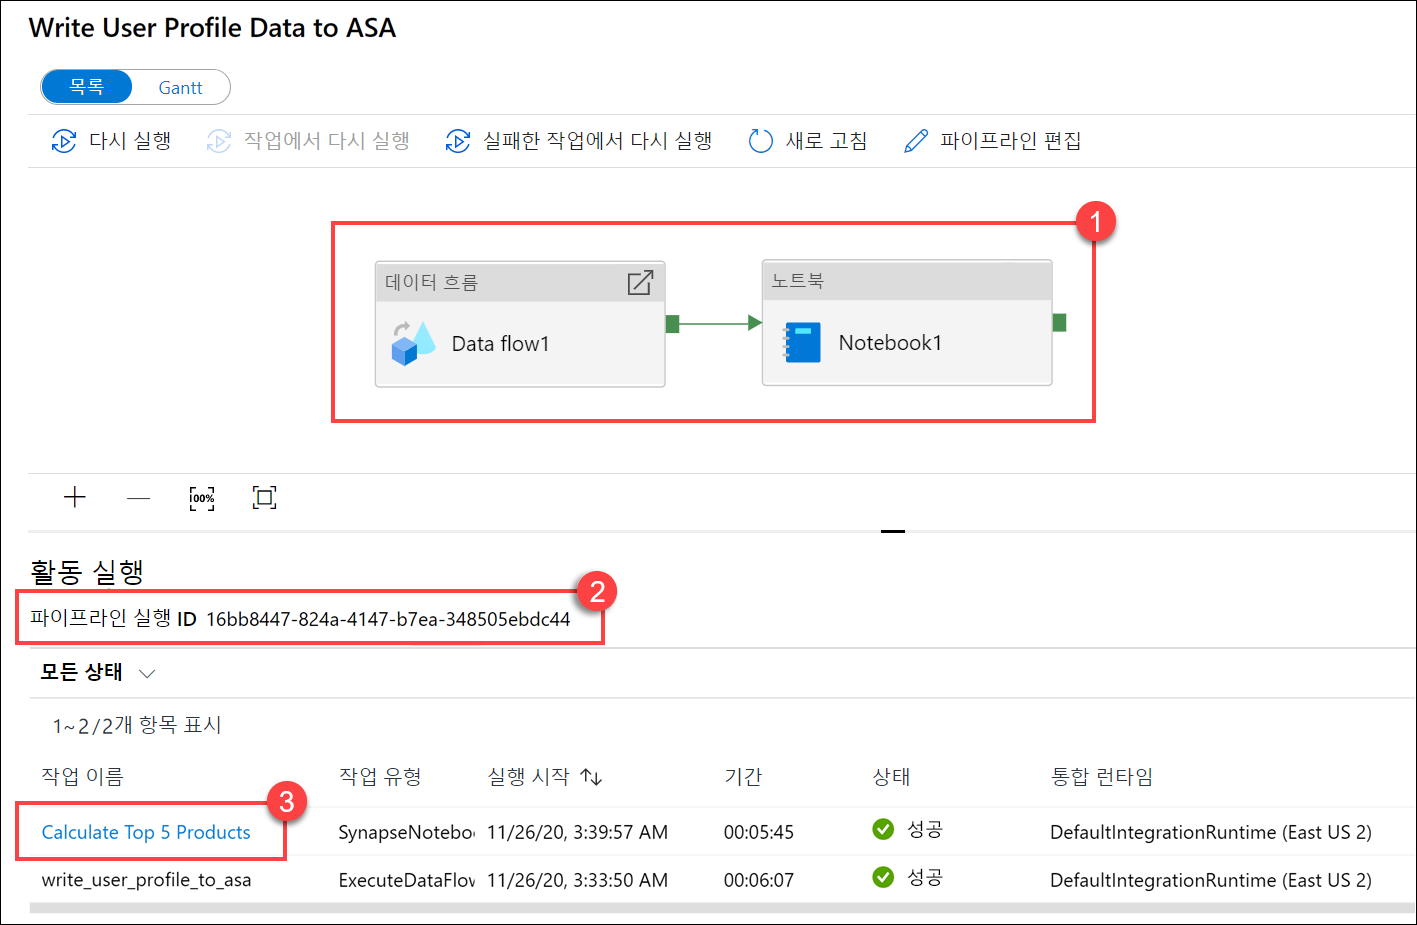 Write User Profile Data to ASA
목록 Gantt
다시 실행 작업에서 다시 실행 실패한 작업에서 다시 실행 새로 고침 파이프라인 편집
1
데이터 흐름 노트북
Data flow1 Notebook1
100%
활동 실행
2
파이프라인 실행 ID 16bb8447-824a-4147-b7ea-348505ebdc44
모든 상태
1~2/2개 항목 표시
작업 이름 작업 유형 실행 시작 기간 상태 통합 런타임
3
Calculate Top 5 Products SynapseNotebo 11/26/20, 3:39:57 AM 00:05:45 성공 DefaultIntegrationRuntime (East US 2)
write_user_profile_to_asa ExecuteDataFlow 11/26/20, 3:33:50 AM 00:06:07 성공 DefaultIntegrationRuntime (East US 2)